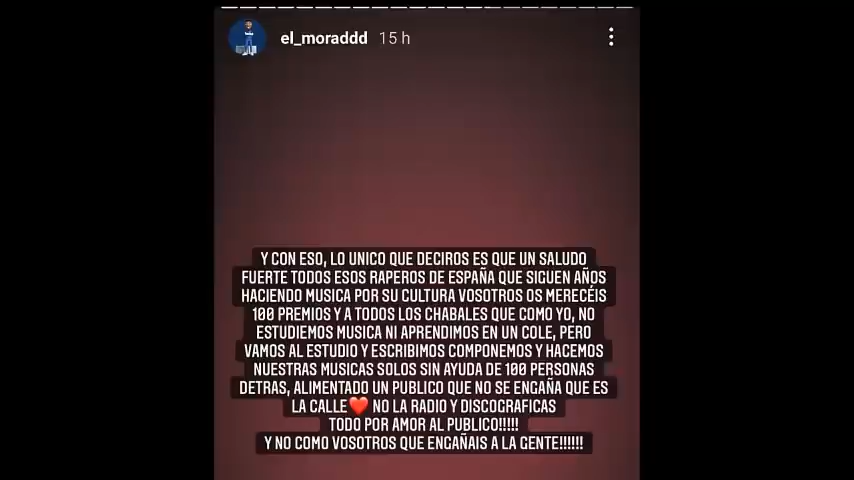 el_moraddd 15 h
Y CON ESO, LO UNICO QUE DECIROS ES QUE UN SALUDO
FUERTE TODOS ESOS RAPEROS DE ESPAÑA QUE SIGUEN AÑOS
HACIENDO MUSICA POR SU CULTURA VOSOTROS OS MERECÉIS
100 PREMIOS Y A TODOS LOS CHABALES QUE COMO YO, NO
ESTUDIEMOS MUSICA NI APRENDIMOS EN UN COLE, PERO
VAMOS AL ESTUDIO Y ESCRIBIMOS COMPONEMOS Y HACEMOS
NUESTRAS MUSICAS SOLOS SIN AYUDA DE 100 PERSONAS
DETRAS, ALIMENTADO UN PUBLICO QUE NO SE ENGAÑA QUE ES
LA CALLE❤️ NO LA RADIO Y DISCOGRAFICAS
TODO POR AMOR AL PUBLICO!!!!!
Y NO COMO VOSOTROS QUE ENGAÑAIS A LA GENTE!!!!!!